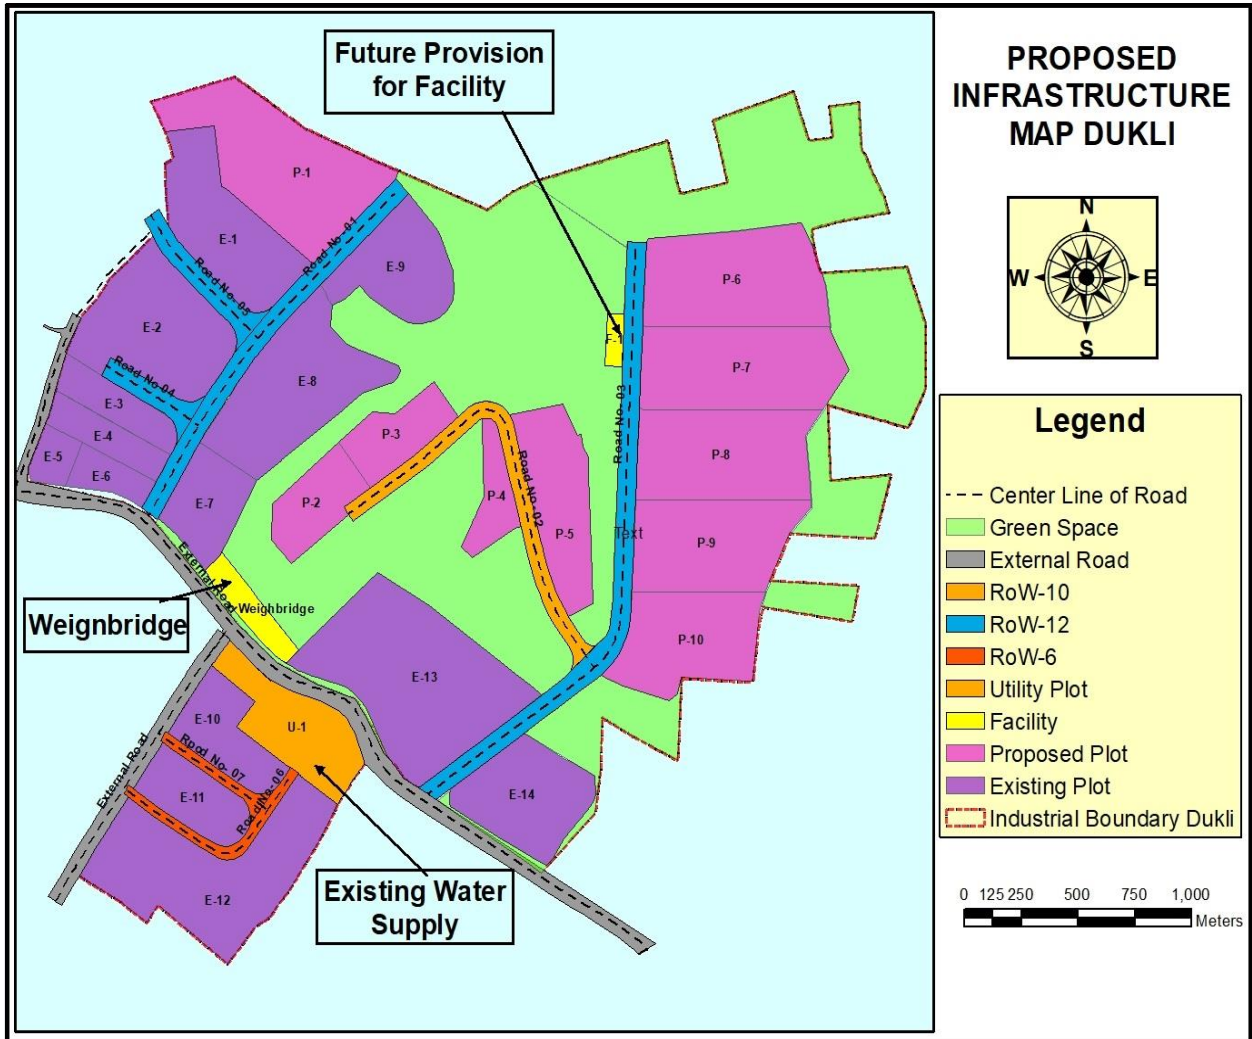 PROPOSED
INFRASTRUCTURE
MAP DUKLI
Future Provision
for Facility
N
W
E
S
P-1
E-1
Road No-01
E-9
Road No-05
E-2
P-6
F-1
P-7
E-8
Road No-04
E-3
E-4
E-5
E-6
E-7
P-3
P-2
P-4
Road No-02
P-5
Road No-03
Text
P-8
P-9
P-10
External Road
Weighbridge
Weignbridge
E-13
E-10
U-1
Road No-07
E-11
Road No-06
External Road
E-14
E-12
Existing Water
Supply
Legend
Center Line of Road
Green Space
External Road
RoW-10
RoW-12
RoW-6
Utility Plot
Facility
Proposed Plot
Existing Plot
Industrial Boundary Dukli
0 125 250 500 750 1,000
Meters